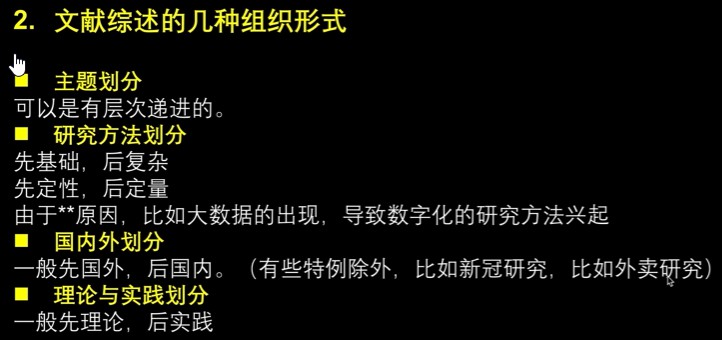 2. 文献综述的几种组织形式
■ 主题划分
可以是有层次递进的。
■ 研究方法划分
先基础，后复杂
先定性，后定量
由于**原因，比如大数据的出现，导致数字化的研究方法兴起
■ 国内外划分
一般先国外，后国内。（有些特例除外，比如新冠研究，比如外卖研究）
■ 理论与实践划分
一般先理论，后实践